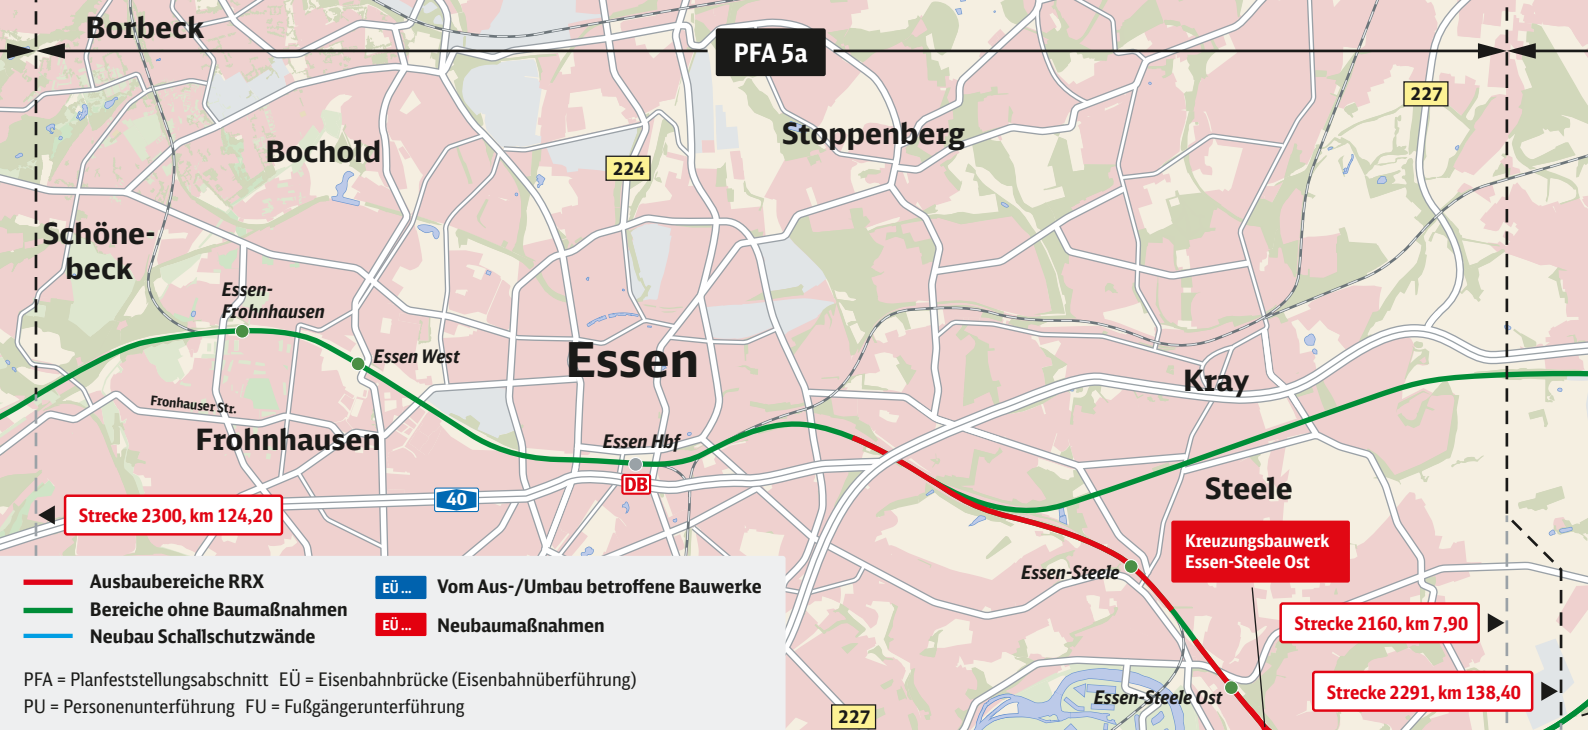 Borbeck
PFA 5a
227
Stoppenberg
Bochold
224
Schöne-
beck
Essen-
Frohnhausen
Essen West
Essen
Kray
Fronhauser Str.
Frohnhausen
Essen Hbf
DB
40
Steele
Strecke 2300, km 124,20
Kreuzungsbauwerk
Essen-Steele Ost
Essen-Steele
Strecke 2160, km 7,90
Essen-Steele Ost
Strecke 2291, km 138,40
227
Ausbaubereiche RRX
Bereiche ohne Baumaßnahmen
Neubau Schallschutzwände
EÜ ... Vom Aus-/Umbau betroffene Bauwerke
EÜ ... Neubaumaßnahmen
PFA = Planfeststellungsabschnitt EÜ = Eisenbahnbrücke (Eisenbahnüberführung)
PU = Personenunterführung FU = Fußgängerunterführung